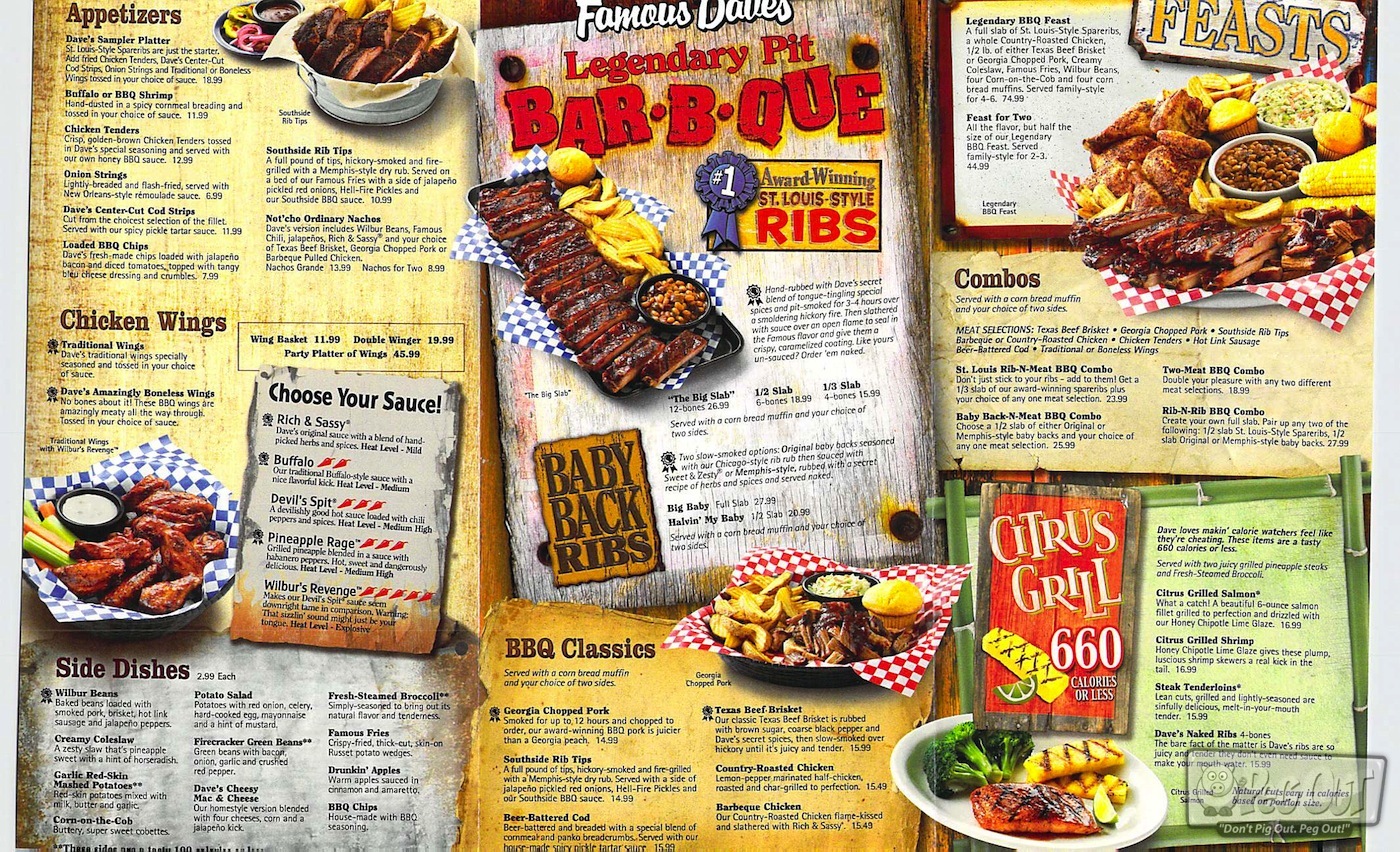 Appetizers
Dave's Sampler Platter
St. Louis-Style Spareribs are just the starter.
Add fried Chicken Tenders, Dave's Center-Cut
Cod Strips, Onion Strings and Traditional or Boneless
Wings tossed in your choice of sauce. 18.99
Buffalo or BBQ Shrimp
Hand-dusted in a spicy cornmeal breading and
tossed in your choice of sauce. 11.99
Chicken Tenders
Crisp, golden-brown Chicken Tenders tossed
in Dave's special seasoning and served with
our own honey BBQ sauce. 12.99
Onion Strings
Lightly-breaded and flash-fried, served with
New Orleans-style rémoulade sauce. 6.99
Dave's Center-Cut Cod Strips
Cut from the choicest selection of the fillet.
Served with our spicy pickle tartar sauce. 11.99
Loaded BBQ Chips
Dave's fresh-made chips loaded with jalapeño
bacon and diced tomatoes, topped with tangy
bleu cheese dressing and crumbles. 7.99
Southside
Rib Tips
Southside Rib Tips
A full pound of tips, hickory-smoked and fire-
grilled with a Memphis-style dry rub. Served on
a bed of our Famous Fries with a side of jalapeño
pickled red onions, Hell-Fire Pickles and
our Southside BBQ sauce. 10.99
Not'cho Ordinary Nachos
Dave's version includes Wilbur Beans, Famous
Chili, jalapeños, Rich & Sassy® and your choice
of Texas Beef Brisket, Georgia Chopped Pork or
Barbeque Pulled Chicken.
Nachos Grande 13.99 Nachos for Two 8.99
Chicken Wings
Traditional Wings
Dave's traditional wings specially
seasoned and tossed in your choice
of sauce.
Dave's Amazingly Boneless Wings
No bones about it! These BBQ wings are
amazingly meaty all the way through.
Tossed in your choice of sauce.
Traditional Wings
with Wilbur's Revenge™
Wing Basket 11.99 Double Winger 19.99
Party Platter of Wings 45.99
Choose Your Sauce!
Rich & Sassy®
Dave's original sauce with a blend of hand-
picked herbs and spices. Heat Level - Mild
Buffalo
Our traditional Buffalo-style sauce with a
nice flavorful kick. Heat Level - Medium
Devil's Spit®
A devilishly good hot sauce loaded with chili
peppers and spices. Heat Level - Medium High
Pineapple Rage™
Grilled pineapple blended in a sauce with
habanero peppers. Hot, sweet and dangerously
delicious. Heat Level - Medium High
Wilbur's Revenge™
Makes our Devil's Spit® sauce seem
downright tame in comparison. Warning:
That sizzlin' sound might just be your
tongue. Heat Level - Explosive
Side Dishes 2.99 Each
Wilbur Beans
Baked beans loaded with
smoked pork, brisket, hot link
sausage and jalapeño peppers.
Creamy Coleslaw
A zesty slaw that's pineapple
sweet with a hint of horseradish.
Garlic Red-Skin
Mashed Potatoes**
Red-skin potatoes mixed with
milk, butter and garlic.
Corn-on-the-Cob
Buttery, super sweet cobettes.
Potato Salad
Potatoes with red onion, celery,
hard-cooked egg, mayonnaise
and a hint of mustard.
Firecracker Green Beans**
Green beans with bacon,
onion, garlic and crushed
red pepper.
Dave's Cheesy
Mac & Cheese
Our homestyle version blended
with four cheeses, corn and a
jalapeño kick.
Fresh-Steamed Broccoli**
Simply-seasoned to bring out its
natural flavor and tenderness.
Famous Fries
Crispy-fried, thick-cut, skin-on
Russet potato wedges.
Drunkin' Apples
Warm apples sauced in
cinnamon and amaretto.
BBQ Chips
House-made with BBQ
seasoning.
Famous Dave's
Legendary Pit
BAR·B·QUE
#1
Award-Winning
ST. LOUIS-STYLE
RIBS
Hand-rubbed with Dave's secret
blend of tongue-tingling special
spices and pit-smoked for 3-4 hours over
a smoldering hickory fire. Then slathered
with sauce over an open flame to seal in
the Famous flavor and give them a
crispy, caramelized coating. Like yours
un-sauced? Order 'em naked.
"The Big Slab"
"The Big Slab" 1/2 Slab 1/3 Slab
12-bones 26.99 6-bones 18.99 4-bones 15.99
Served with a corn bread muffin and your choice of
two sides.
BABY
BACK
RIBS
Two slow-smoked options: Original baby backs seasoned
with our Chicago-style rib rub then sauced with
Sweet & Zesty® or Memphis-style, rubbed with a secret
recipe of herbs and spices and served naked.
Big Baby Full Slab 27.99
Halvin' My Baby 1/2 Slab 20.99
Served with a corn bread muffin and your choice of
two sides.
BBQ Classics
Served with a corn bread muffin
and your choice of two sides.
Georgia
Chopped Pork
Georgia Chopped Pork
Smoked for up to 12 hours and chopped to
order, our award-winning BBQ pork is juicier
than a Georgia peach. 14.99
Southside Rib Tips
A full pound of tips, hickory-smoked and fire-grilled
with a Memphis-style dry rub. Served with a side of
jalapeño pickled red onions, Hell-Fire Pickles and
our Southside BBQ sauce. 14.99
Beer-Battered Cod
Beer-battered and breaded with a special blend of
cornmeal and panko breadcrumbs. Served with our
house-made spicy pickle tartar sauce. 15.99
Texas Beef Brisket
Our classic Texas Beef Brisket is rubbed
with brown sugar, coarse black pepper and
Dave's secret spices, then slow-smoked over
hickory until it's juicy and tender. 15.99
Country-Roasted Chicken
Lemon-pepper marinated half-chicken,
roasted and char-grilled to perfection. 15.49
Barbeque Chicken
Our Country-Roasted Chicken flame-kissed
and slathered with Rich & Sassy®. 15.49
FEASTS
Legendary BBQ Feast
A full slab of St. Louis-Style Spareribs,
a whole Country-Roasted Chicken,
1/2 lb. of either Texas Beef Brisket
or Georgia Chopped Pork, Creamy
Coleslaw, Famous Fries, Wilbur Beans,
four Corn-on-the-Cob and four corn
bread muffins. Served family-style
for 4-6. 74.99
Feast for Two
All the flavor, but half the
size of our Legendary
BBQ Feast. Served
family-style for 2-3.
44.99
Legendary
BBQ Feast
Combos
Served with a corn bread muffin
and your choice of two sides.
MEAT SELECTIONS: Texas Beef Brisket • Georgia Chopped Pork • Southside Rib Tips
Barbeque or Country-Roasted Chicken • Chicken Tenders • Hot Link Sausage
Beer-Battered Cod • Traditional or Boneless Wings
St. Louis Rib-N-Meat BBQ Combo
Don't just stick to your ribs – add to them! Get a
1/3 slab of our award-winning spareribs plus
your choice of any one meat selection. 23.99
Baby Back-N-Meat BBQ Combo
Choose a 1/2 slab of either Original or
Memphis-style baby backs and your choice of
any one meat selection. 25.99
Two-Meat BBQ Combo
Double your pleasure with any two different
meat selections. 18.99
Rib-N-Rib BBQ Combo
Create your own full slab. Pair up any two of the
following: 1/2 slab St. Louis-Style Spareribs, 1/2
slab Original or Memphis-style baby backs. 27.99
CITRUS
GRILL
660
CALORIES
OR LESS
Dave loves makin' calorie watchers feel like
they're cheating. These items are a tasty
660 calories or less.
Served with two juicy grilled pineapple steaks
and Fresh-Steamed Broccoli.
Citrus Grilled Salmon*
What a catch! A beautiful 6-ounce salmon
fillet grilled to perfection and drizzled with
our Honey Chipotle Lime Glaze. 16.99
Citrus Grilled Shrimp
Honey Chipotle Lime Glaze gives these plump,
luscious shrimp skewers a real kick in the
tail. 16.99
Steak Tenderloins*
Lean cuts, grilled and lightly-seasoned are
sinfully delicious, melt-in-your-mouth
tender. 15.99
Dave's Naked Ribs 4-bones
The bare fact of the matter is Dave's ribs are so
juicy and tender they don't even need sauce to
make your mouth water. 15.99
Citrus Grilled
Salmon
Natural cuts vary in calories
based on portion size.
"Don't Pig Out. Peg Out!"